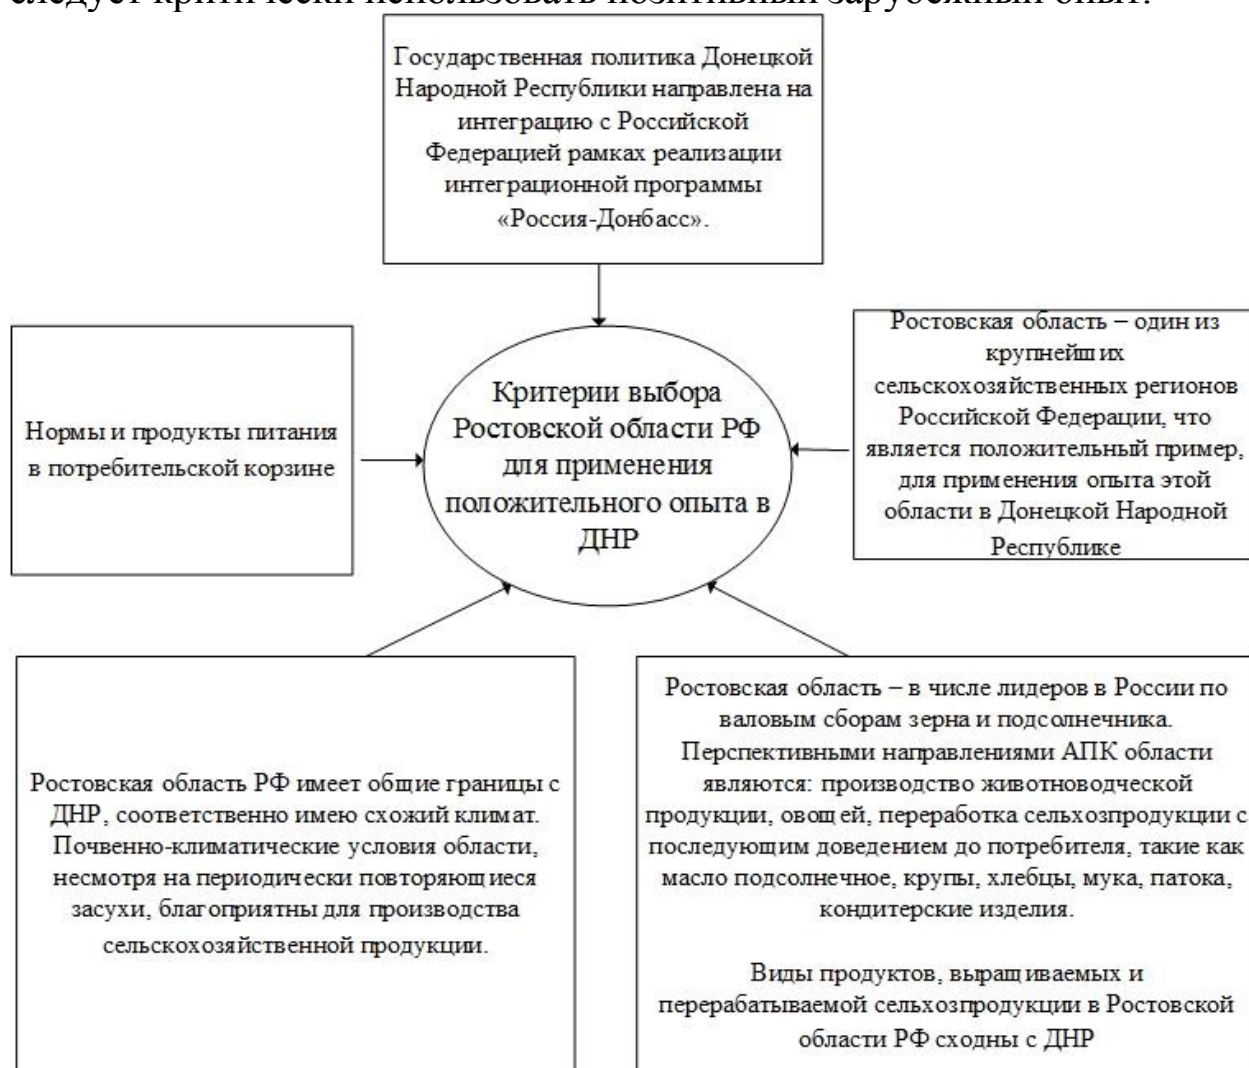 следует критически использовать позитивный зарубежный опыт.
Государственная политика Донецкой
Народной Республики направлена на
интеграцию с Российской
Федерацией рамках реализации
интеграционной программы
«Россия-Донбасс».
Нормы и продукты питания
в потребительской корзине
Критерии выбора
Ростовской области РФ
для применения
положительного опыта в
ДНР
Ростовская область – один из
крупнейших
сельскохозяйственных регионов
Российской Федерации, что
является положительный пример,
для применения опыта этой
области в Донецкой Народной
Республике
Ростовская область РФ имеет общие границы с
ДНР, соответственно имею схожий климат.
Почвенно-климатические условия области,
несмотря на периодически повторяющиеся
засухи, благоприятны для производства
сельскохозяйственной продукции.
Ростовская область – в числе лидеров в России по
валовым сборам зерна и подсолнечника.
Перспективными направлениями АПК области
являются: производство животноводческой
продукции, овощей, переработка сельхозпродукции с
последующим доведением до потребителя, такие как
масло подсолнечное, крупы, хлебцы, мука, патока,
кондитерские изделия.
Виды продуктов, выращиваемых и
перерабатываемой сельхозпродукции в Ростовской
области РФ сходны с ДНР